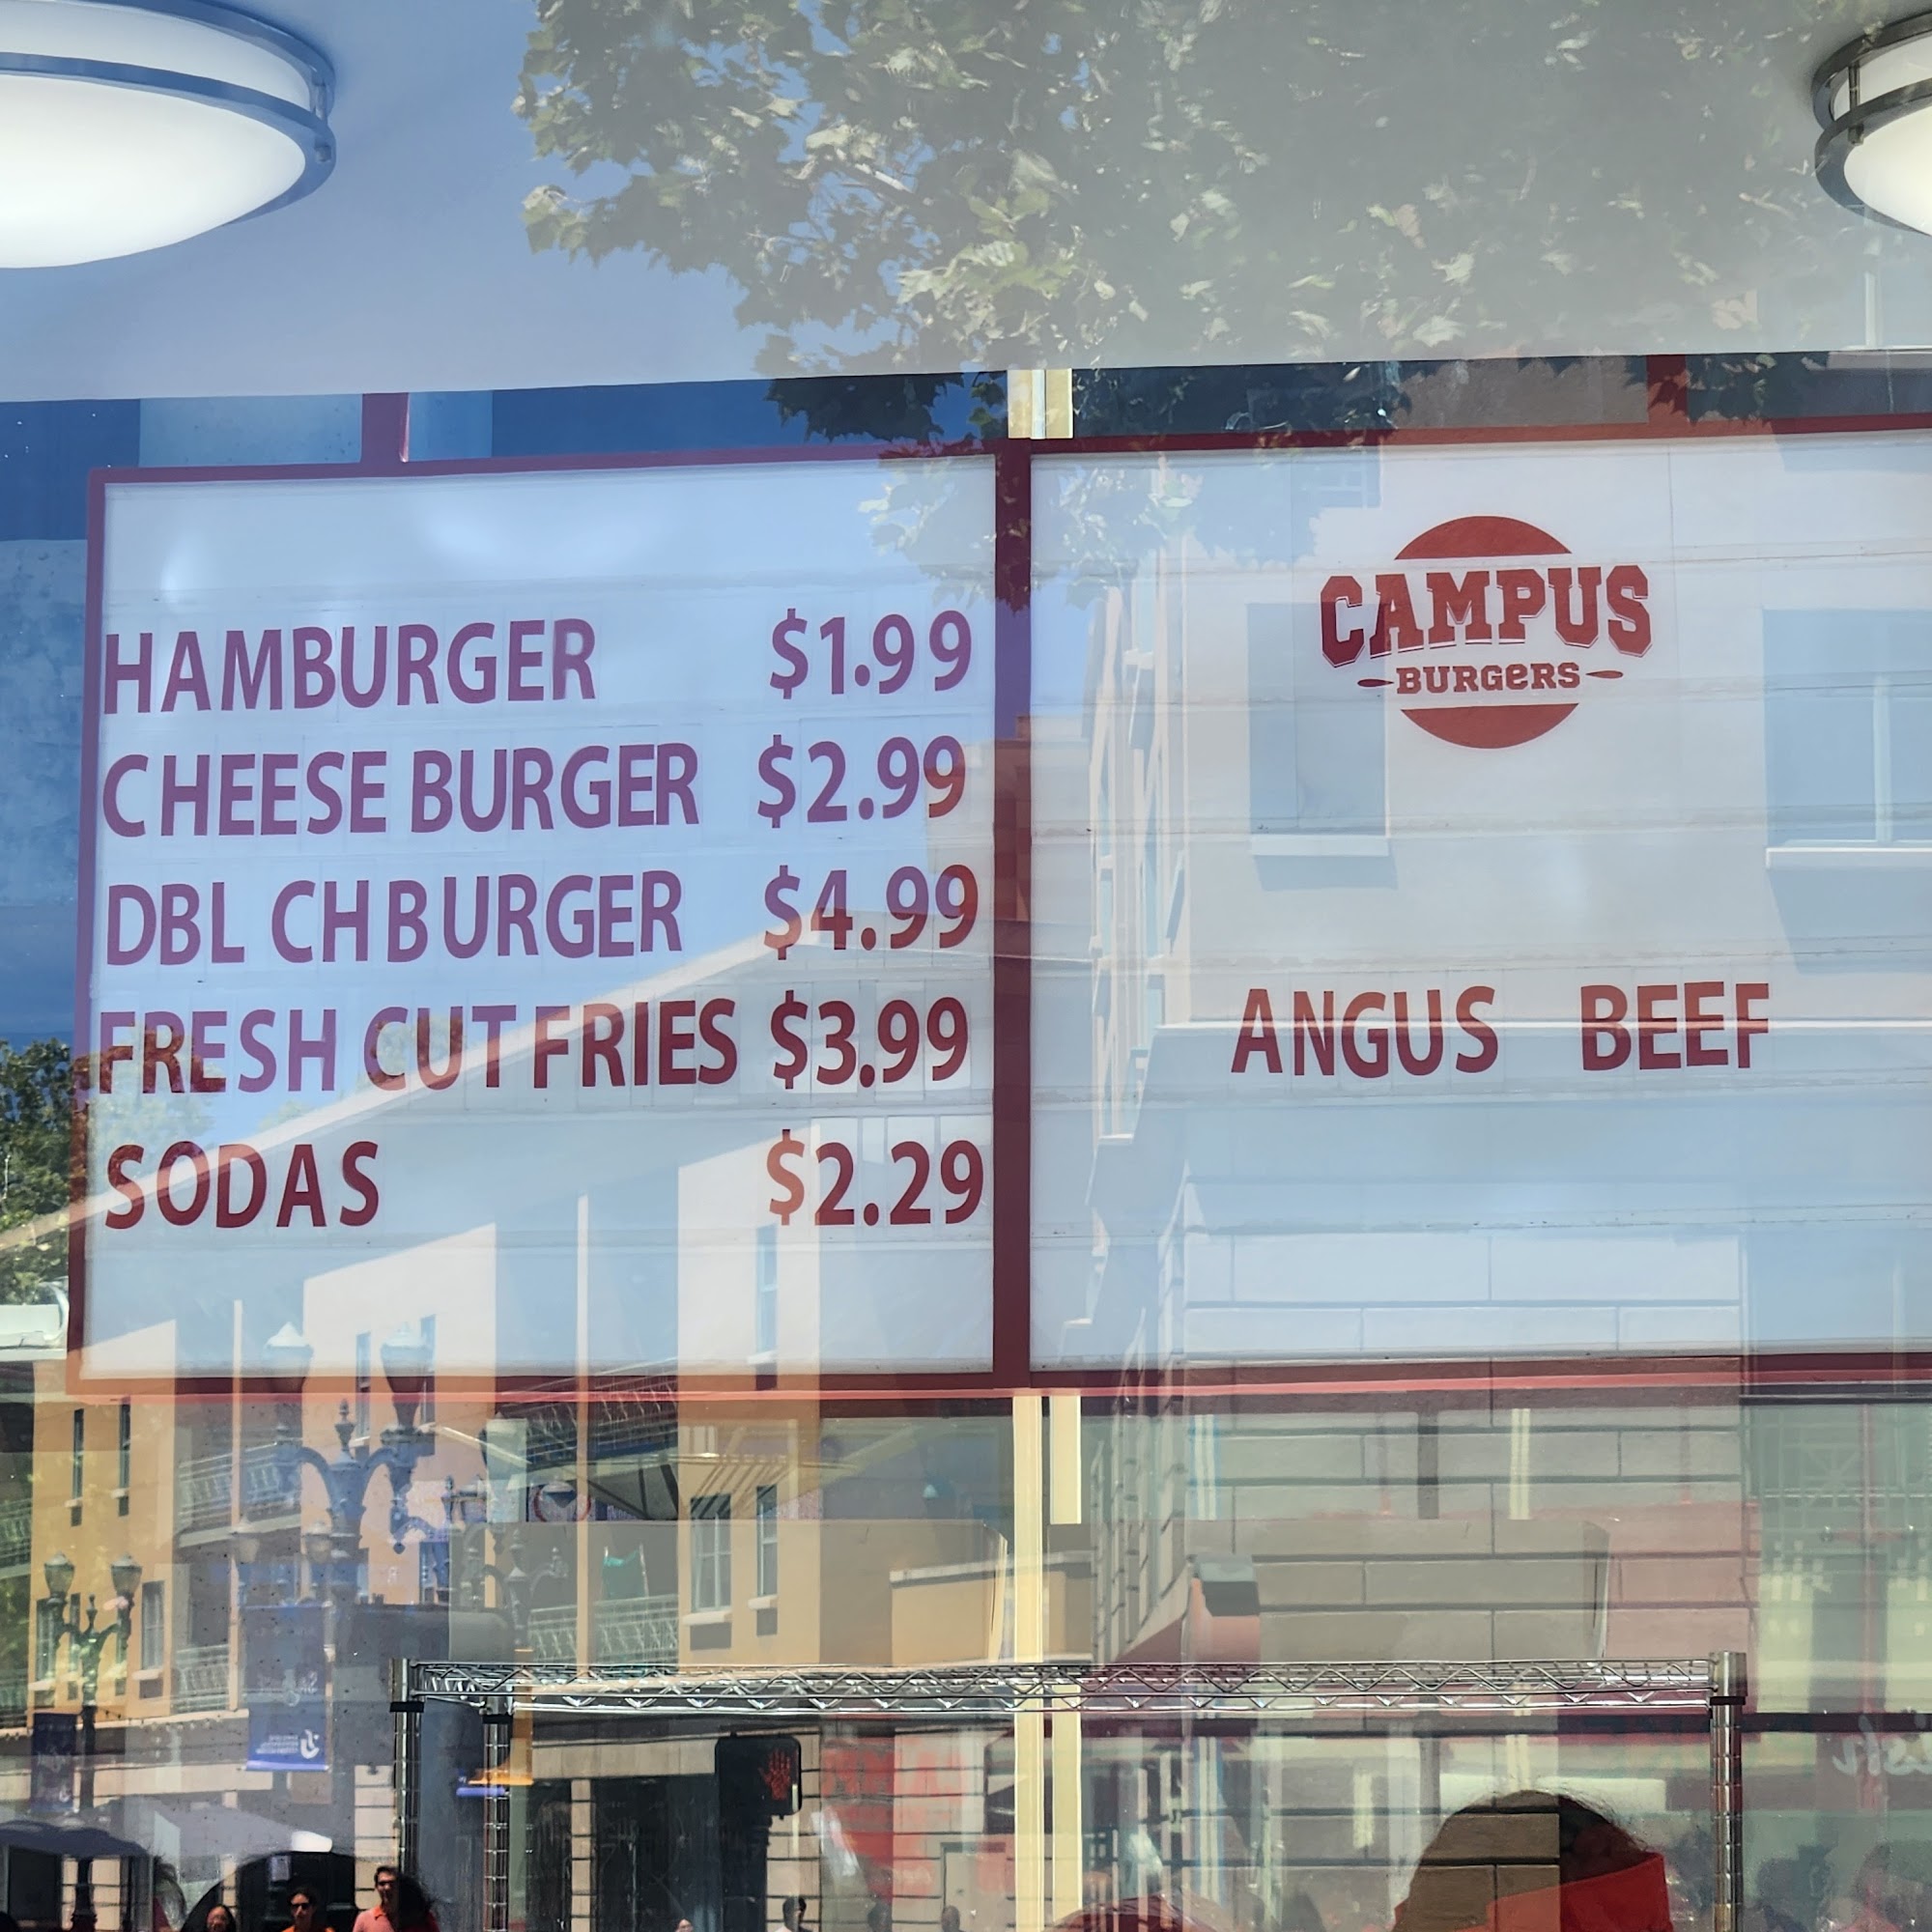 HAMBURGER $1.99
CHEESE BURGER $2.99
DBL CHBURGER $4.99
FRESH CUT FRIES $3.99
SODAS $2.29
CAMPUS
BURGERS
ANGUS BEEF